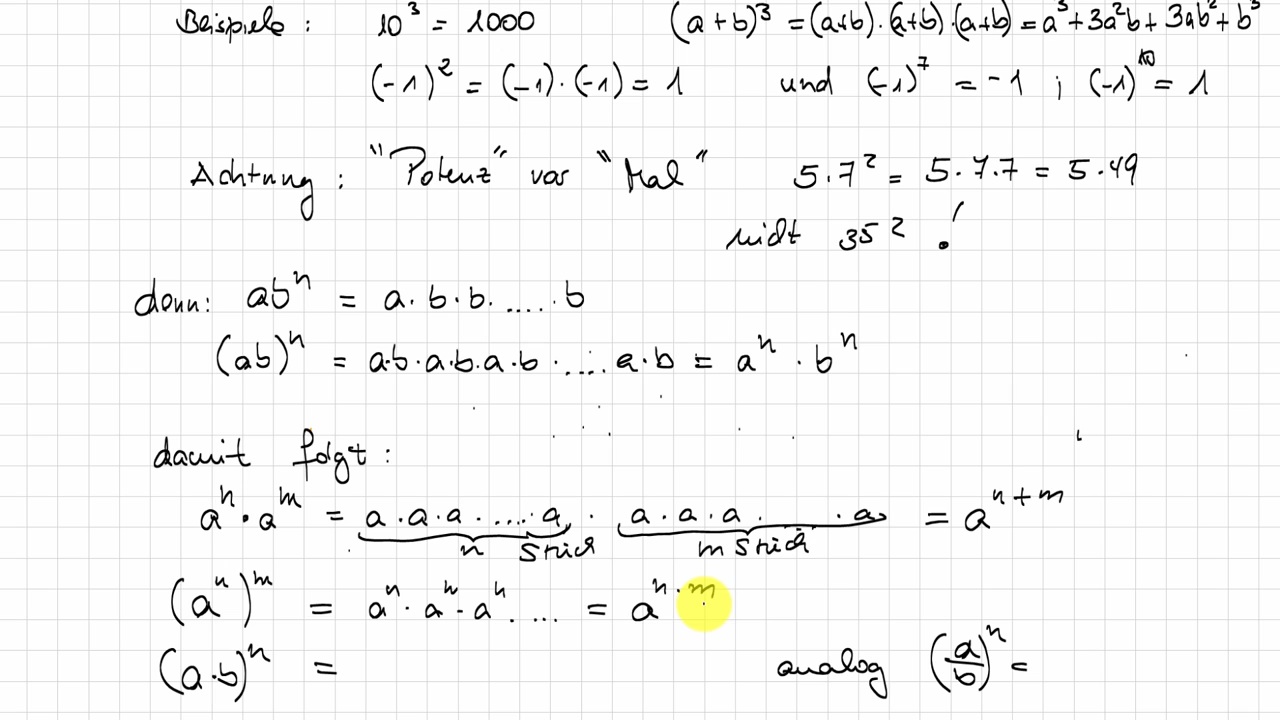 Beispiele : 10³ = 1000 (a+b)³ = (a+b)·(a+b)·(a+b) = a³+3a²b+3ab²+b³
(-1)² = (-1)·(-1) = 1 und (-1)⁷ = -1 ; (-1)¹⁰ = 1
Achtung : "Potenz" vor "Mal" 5·7² = 5·7·7 = 5·49
nicht 35² !
denn: abⁿ = a·b·b·.....·b
(ab)ⁿ = a·b·a·b·a·b·....·a·b = aⁿ·bⁿ
damit folgt :
aⁿ·aᵐ = a·a·a·....·a · a·a·a· ·a = aⁿ⁺ᵐ
n Stück m Stück
(aⁿ)ᵐ = aⁿ·aⁿ·aⁿ·... = a^(n·m)
(a·b)ⁿ = analog (a/b)ⁿ =